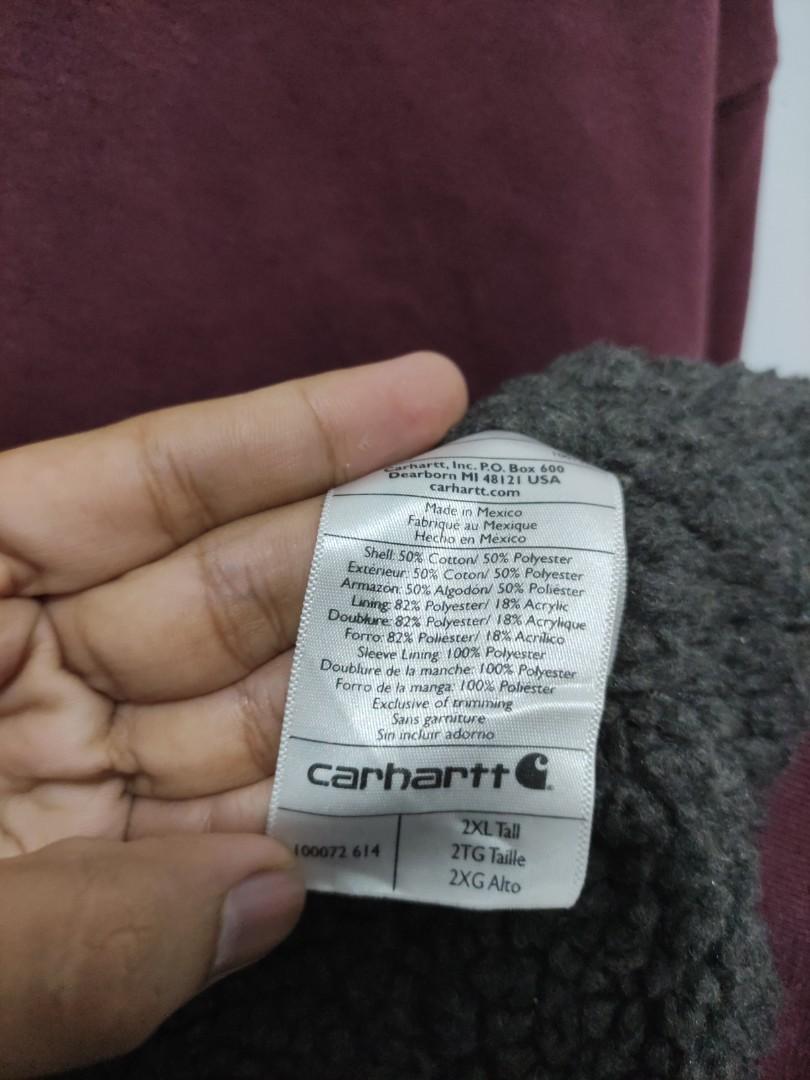 Carhartt, Inc. P.O. Box 600
Dearborn MI 48121 USA
carhartt.com
Made in Mexico
Fabriqué au Mexique
Hecho en México
Shell: 50% Cotton/ 50% Polyester
Extérieur: 50% Coton/ 50% Polyester
Armazón: 50% Algodón/ 50% Poliéster
Lining: 82% Polyester/ 18% Acrylic
Doublure: 82% Polyester/ 18% Acrylique
Forro: 82% Poliéster/ 18% Acrílico
Sleeve Lining: 100% Polyester
Doublure de la manche: 100% Polyester
Forro de la manga: 100% Poliéster
Exclusive of trimming
Sans garniture
Sin incluir adorno
carhartt
100072 614
2XL Tall
2TG Taille
2XG Alto